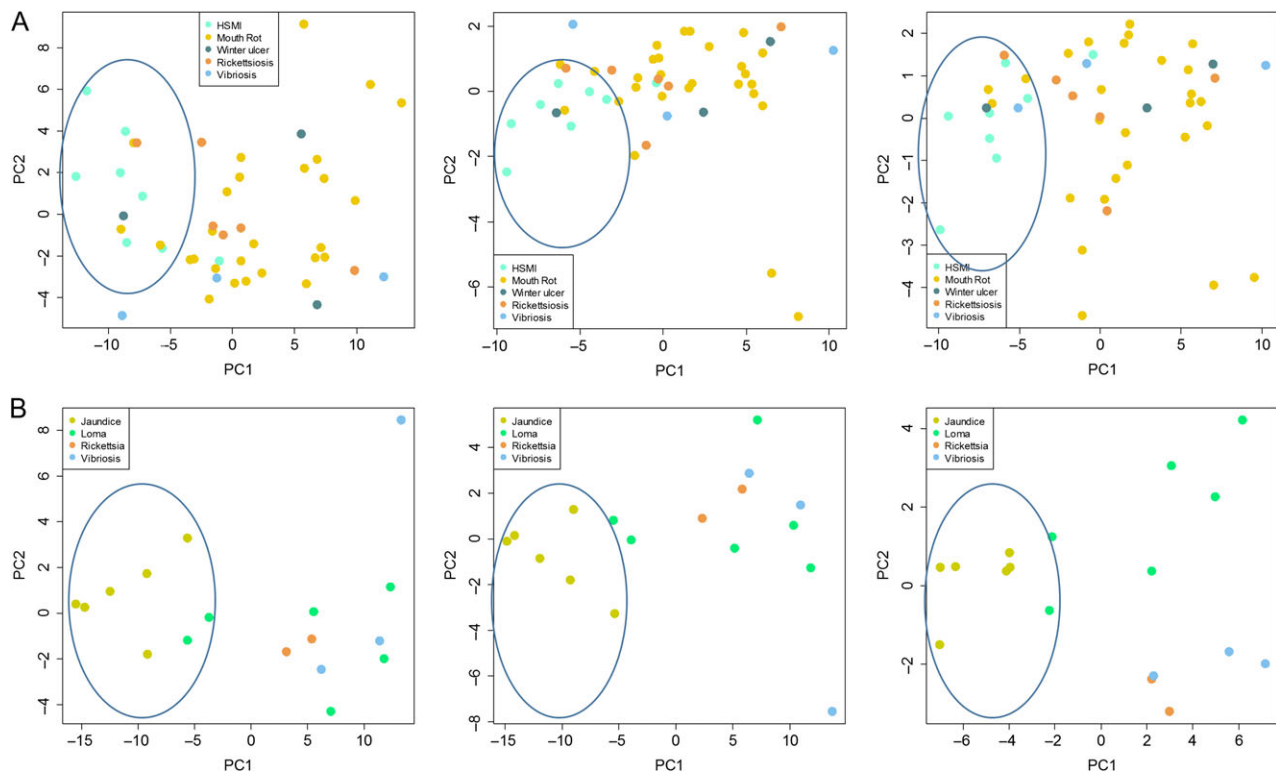 A
HSMI
Mouth Rot
Winter ulcer
Rickettsiosis
Vibriosis
PC2
8
6
4
2
0
−2
−4
−10
−5
0
5
10
PC1
PC2
2
0
−2
−4
−6
HSMI
Mouth Rot
Winter ulcer
Rickettsiosis
Vibriosis
−10
−5
0
5
10
PC1
PC2
2
1
0
−1
−2
−3
−4
HSMI
Mouth Rot
Winter ulcer
Rickettsiosis
Vibriosis
−10
−5
0
5
10
PC1
B
Jaundice
Loma
Rickettsia
Vibriosis
PC2
8
6
4
2
0
−2
−4
−15
−10
−5
0
5
10
PC1
Jaundice
Loma
Rickettsia
Vibriosis
PC2
4
2
0
−2
−4
−6
−8
−15
−10
−5
0
5
10
PC1
Jaundice
Loma
Rickettsia
Vibriosis
PC2
4
2
0
−2
−6
−4
−2
0
2
4
6
PC1